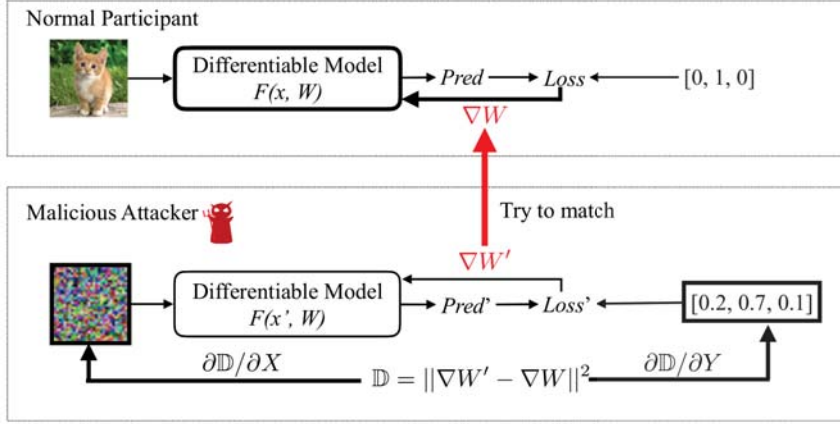 Normal Participant
Differentiable Model
F(x, W)
Pred
Loss
[0, 1, 0]
∇W
Malicious Attacker
Try to match
∇W′
Differentiable Model
F(x’, W)
Pred’
Loss’
[0.2, 0.7, 0.1]
∂𝔻/∂X
𝔻 = ||∇W′ − ∇W||²
∂𝔻/∂Y